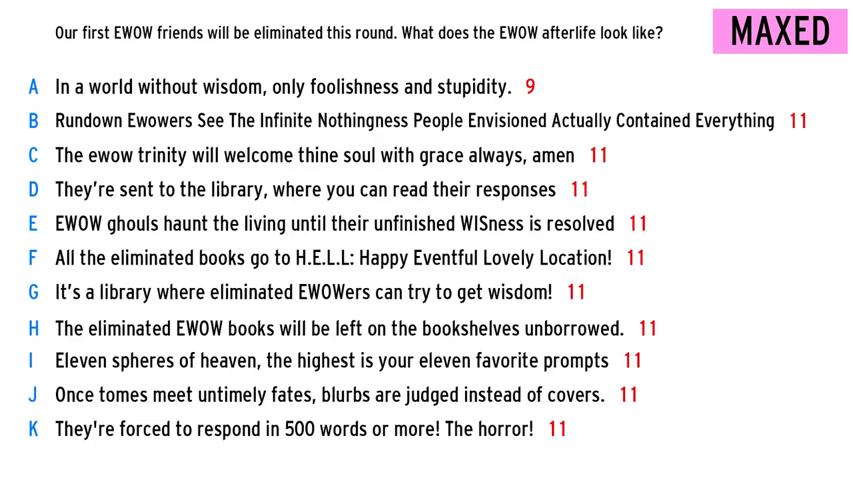 Our first EWOW friends will be eliminated this round. What does the EWOW afterlife look like?
MAXED
A In a world without wisdom, only foolishness and stupidity. 9
B Rundown Ewowers See The Infinite Nothingness People Envisioned Actually Contained Everything 11
C The ewow trinity will welcome thine soul with grace always, amen 11
D They’re sent to the library, where you can read their responses 11
E EWOW ghouls haunt the living until their unfinished WISness is resolved 11
F All the eliminated books go to H.E.L.L: Happy Eventful Lovely Location! 11
G It’s a library where eliminated EWOWers can try to get wisdom! 11
H The eliminated EWOW books will be left on the bookshelves unborrowed. 11
I Eleven spheres of heaven, the highest is your eleven favorite prompts 11
J Once tomes meet untimely fates, blurbs are judged instead of covers. 11
K They're forced to respond in 500 words or more! The horror! 11